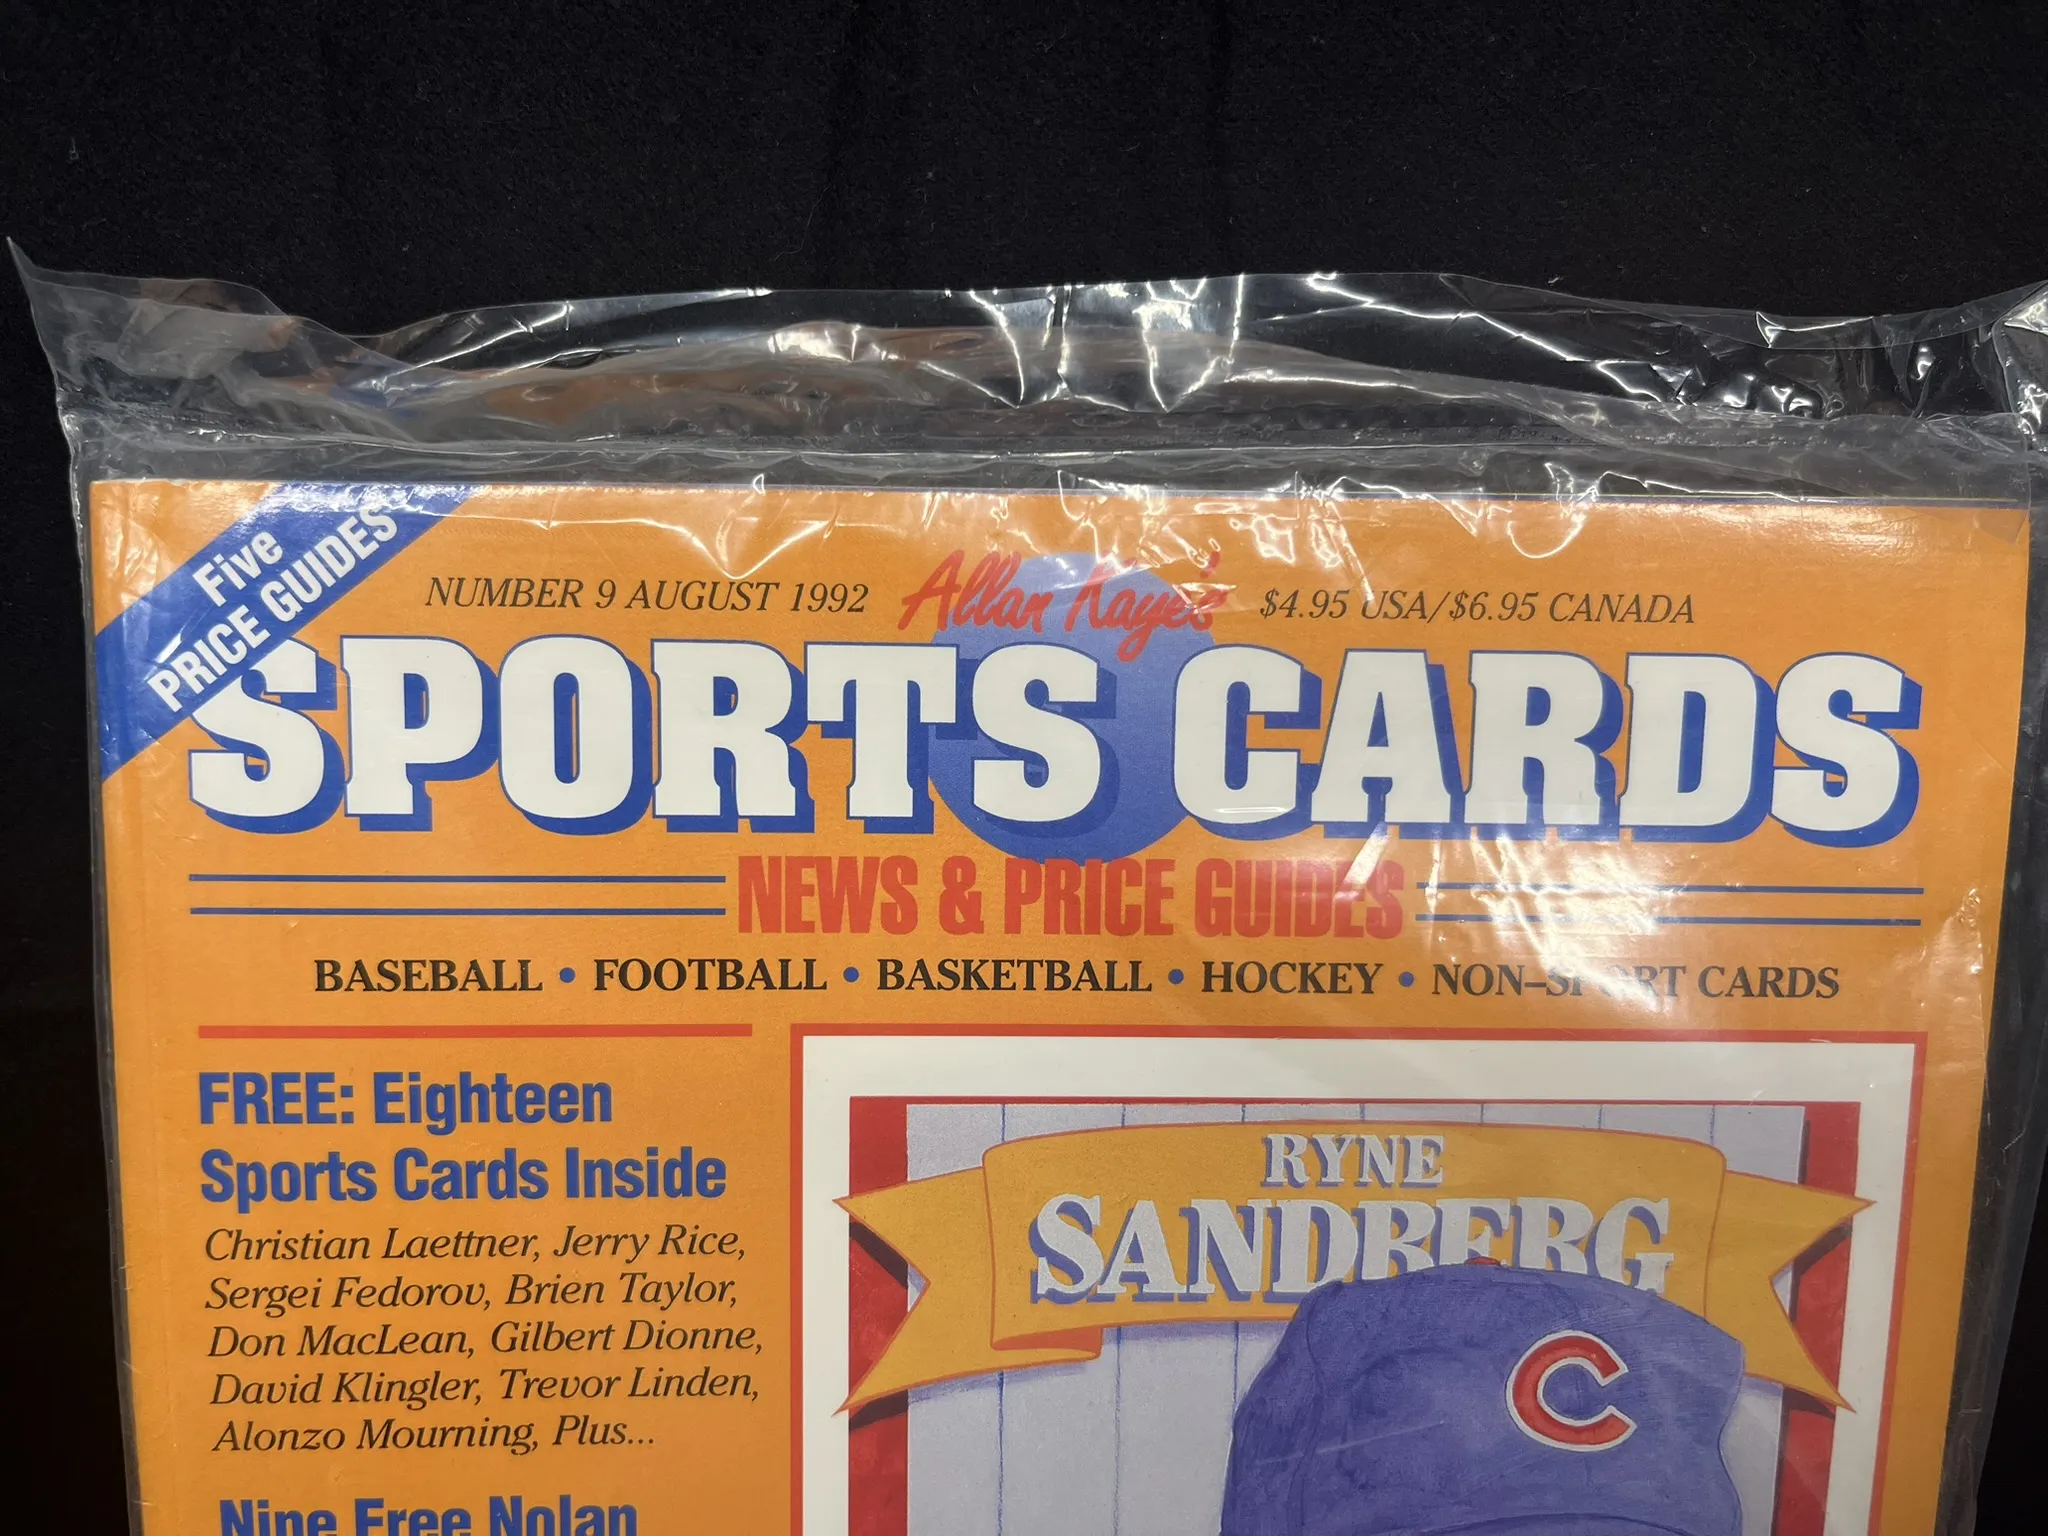 Five
PRICE GUIDES
NUMBER 9 AUGUST 1992
Allan Kaye's
$4.95 USA/$6.95 CANADA
SPORTS CARDS
NEWS & PRICE GUIDES
BASEBALL • FOOTBALL • BASKETBALL • HOCKEY • NON–SPORT CARDS
FREE: Eighteen
Sports Cards Inside
Christian Laettner, Jerry Rice,
Sergei Fedorov, Brien Taylor,
Don MacLean, Gilbert Dionne,
David Klingler, Trevor Linden,
Alonzo Mourning, Plus...
Nine Free Nolan
RYNE
SANDBERG
C